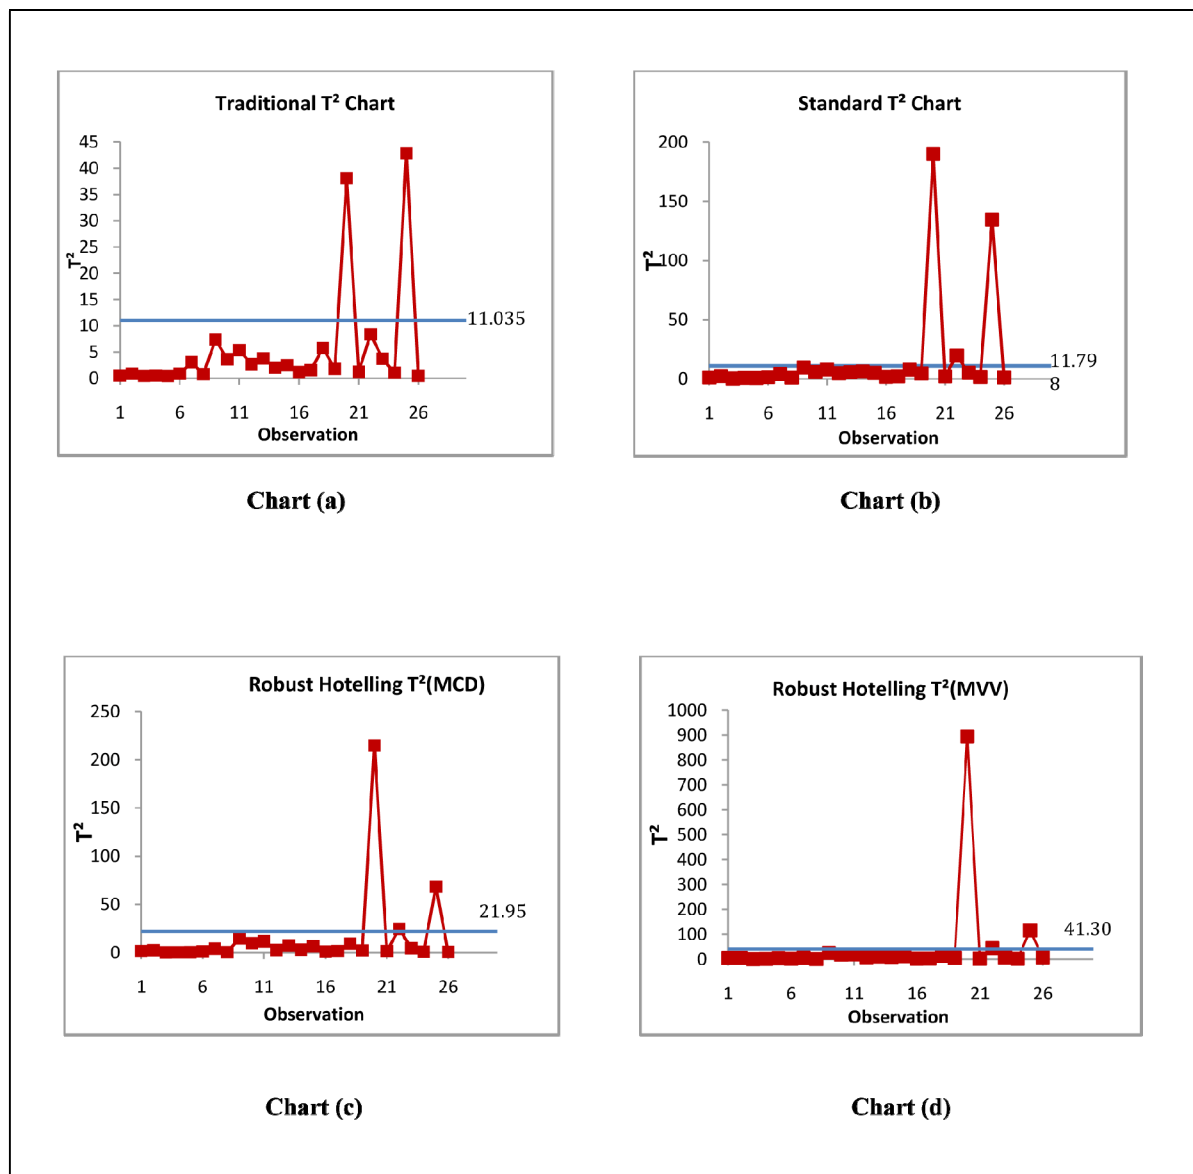 Traditional T² Chart
45
40
35
30
25
20
15
10
5
0
T²
11.035
1 6 11 16 21 26
Observation
Chart (a)
Standard T² Chart
200
150
100
50
0
T²
11.79
8
1 6 11 16 21 26
Observation
Chart (b)
Robust Hotelling T²(MCD)
250
200
150
100
50
0
T²
21.95
1 6 11 16 21 26
Observation
Chart (c)
Robust Hotelling T²(MVV)
1000
900
800
700
600
500
400
300
200
100
0
T²
41.30
1 6 11 16 21 26
Observation
Chart (d)